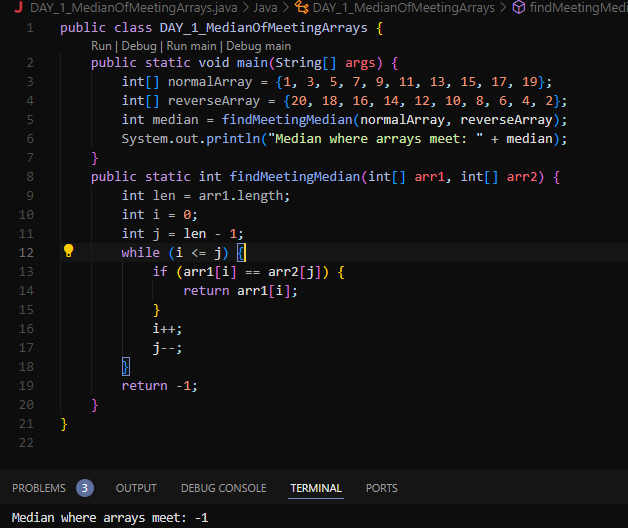 J DAY_1_MedianOfMeetingArrays.java > Java > DAY_1_MedianOfMeetingArrays > findMeetingMedi
1 public class DAY_1_MedianOfMeetingArrays {
Run | Debug | Run main | Debug main
2 public static void main(String[] args) {
3 int[] normalArray = {1, 3, 5, 7, 9, 11, 13, 15, 17, 19};
4 int[] reverseArray = {20, 18, 16, 14, 12, 10, 8, 6, 4, 2};
5 int median = findMeetingMedian(normalArray, reverseArray);
6 System.out.println("Median where arrays meet: " + median);
7 }
8 public static int findMeetingMedian(int[] arr1, int[] arr2) {
9 int len = arr1.length;
10 int i = 0;
11 int j = len - 1;
12 while (i <= j) {
13 if (arr1[i] == arr2[j]) {
14 return arr1[i];
15 }
16 i++;
17 j--;
18 }
19 return -1;
20 }
21 }
22
PROBLEMS 3 OUTPUT DEBUG CONSOLE TERMINAL PORTS
Median where arrays meet: -1